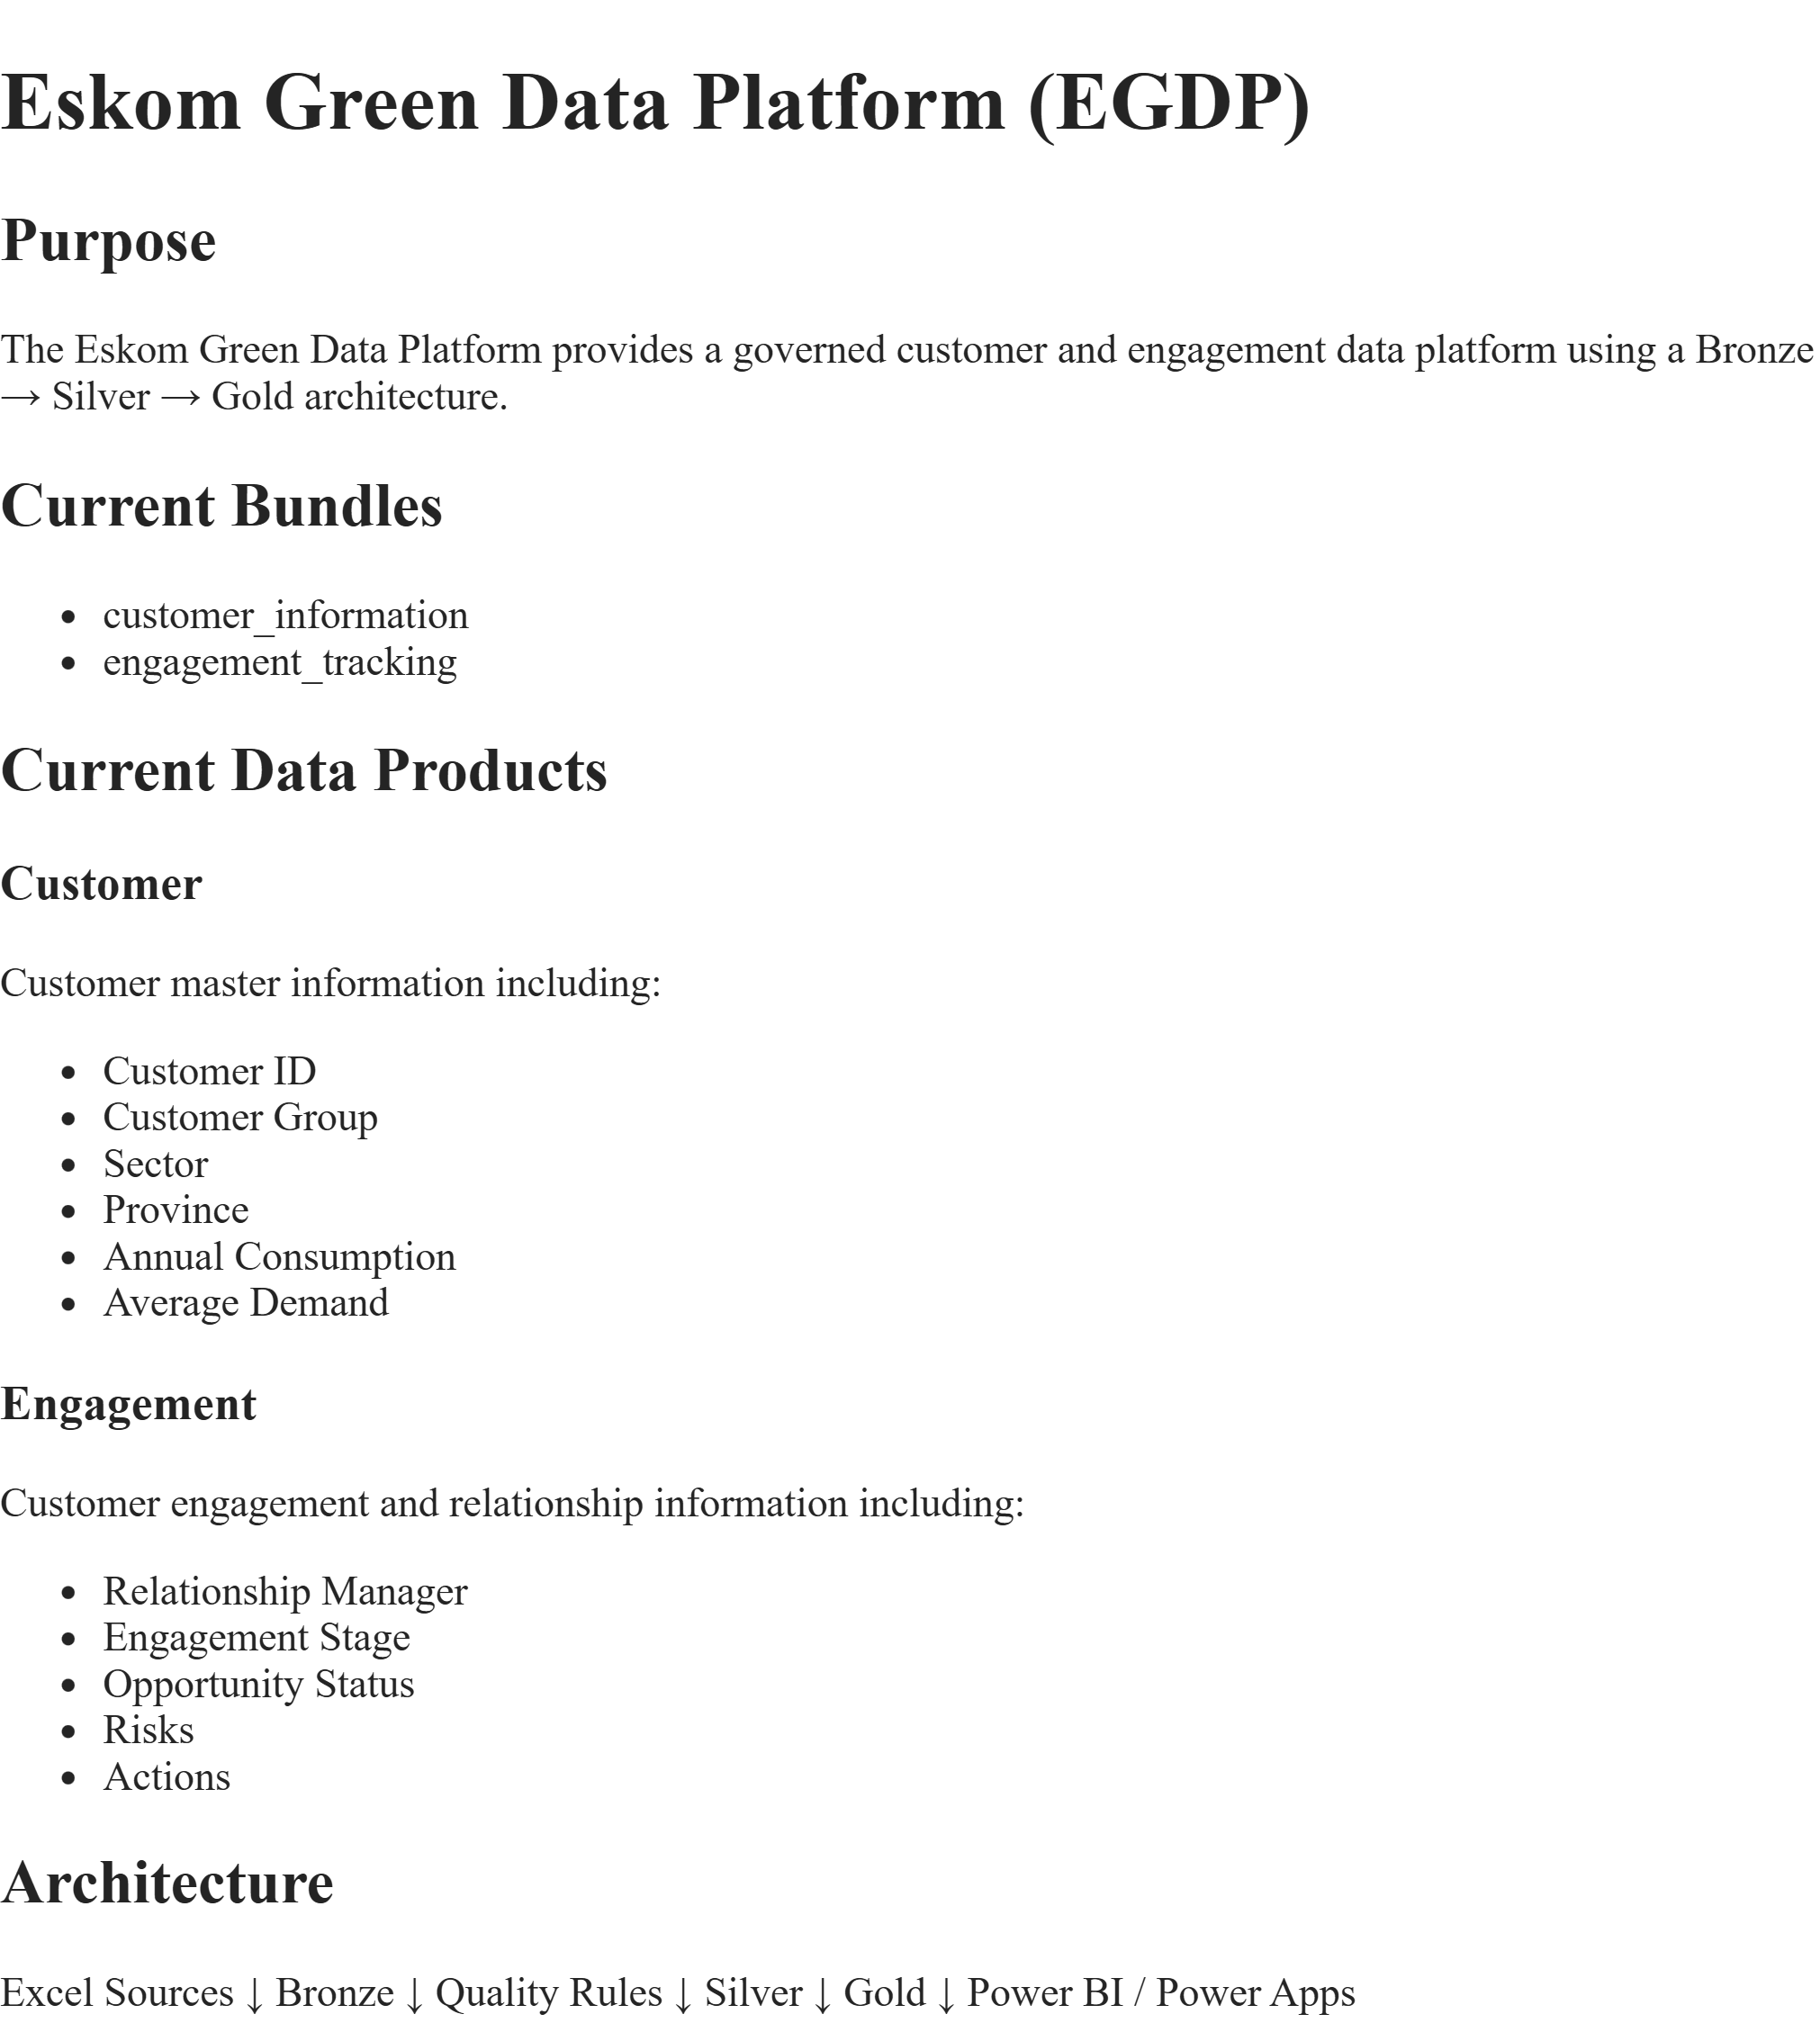 Eskom Green Data Platform (EGDP)
Purpose
The Eskom Green Data Platform provides a governed customer and engagement data platform using a Bronze
→ Silver → Gold architecture.
Current Bundles
• customer_information
• engagement_tracking
Current Data Products
Customer
Customer master information including:
• Customer ID
• Customer Group
• Sector
• Province
• Annual Consumption
• Average Demand
Engagement
Customer engagement and relationship information including:
• Relationship Manager
• Engagement Stage
• Opportunity Status
• Risks
• Actions
Architecture
Excel Sources ↓ Bronze ↓ Quality Rules ↓ Silver ↓ Gold ↓ Power BI / Power Apps